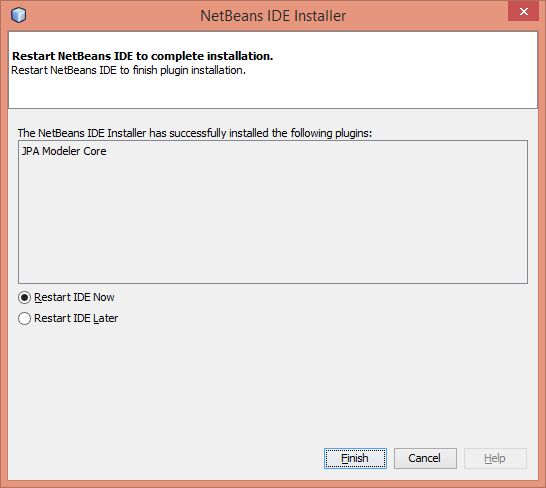 NetBeans IDE Installer
Restart NetBeans IDE to complete installation.
Restart NetBeans IDE to finish plugin installation.
The NetBeans IDE Installer has successfully installed the following plugins:
JPA Modeler Core
Restart IDE Now
Restart IDE Later
Finish Cancel Help